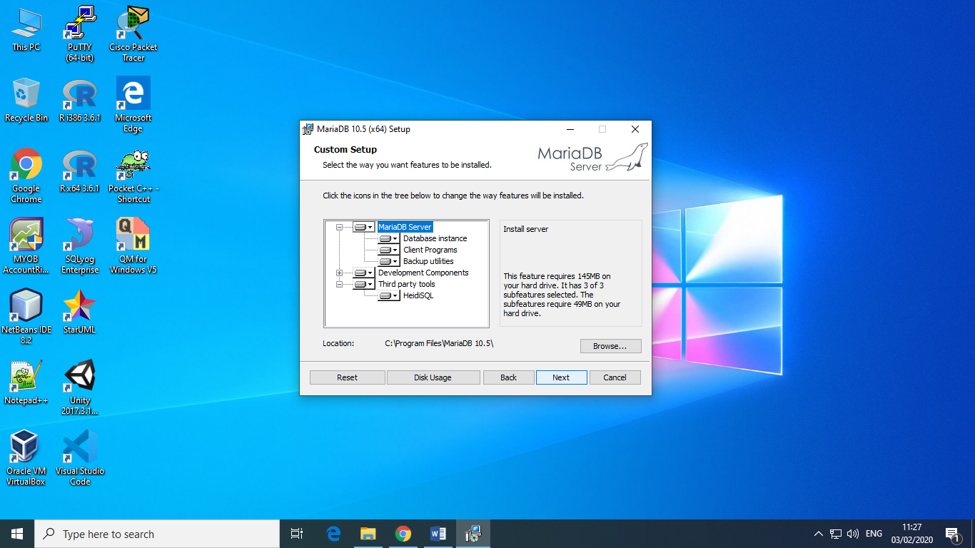 This PC
PuTTY
(64-bit)
Cisco Packet
Tracer
Recycle Bin
R i386 3.6.1
Microsoft
Edge
Google
Chrome
R x64 3.6.1
Pocket C++ -
Shortcut
MYOB
AccountRi...
SQLyog
Enterprise
QM for
Windows V5
NetBeans IDE
8.2
StarUML
Notepad++
Unity
2017.3.1...
Oracle VM
VirtualBox
Visual Studio
Code
MariaDB 10.5 (x64) Setup
Custom Setup
Select the way you want features to be installed.
MariaDB
Server
Click the icons in the tree below to change the way features will be installed.
MariaDB Server
Database instance
Client Programs
Backup utilities
Development Components
Third party tools
HeidiSQL
Install server
This feature requires 145MB on
your hard drive. It has 3 of 3
subfeatures selected. The
subfeatures require 49MB on your
hard drive.
Location: C:\Program Files\MariaDB 10.5\
Browse...
Reset Disk Usage Back Next Cancel
Type here to search
ENG
11:27
03/02/2020
1